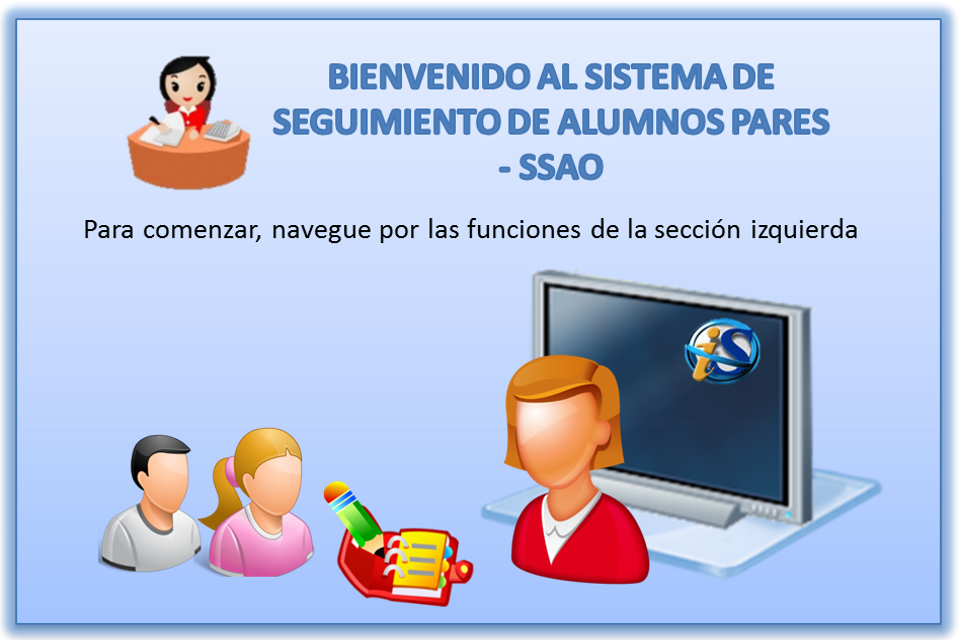 BIENVENIDO AL SISTEMA DE
SEGUIMIENTO DE ALUMNOS PARES
- SSAO
Para comenzar, navegue por las funciones de la sección izquierda
iS